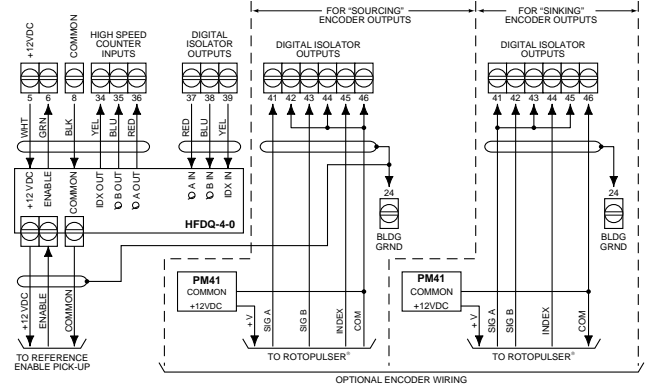 FOR "SOURCING"
ENCODER OUTPUTS
FOR "SINKING"
ENCODER OUTPUTS
+12VDC
COMMON
HIGH SPEED
COUNTER
INPUTS
DIGITAL
ISOLATOR
OUTPUTS
DIGITAL ISOLATOR
OUTPUTS
DIGITAL ISOLATOR
OUTPUTS
5 6 8 34 35 36 37 38 39
41 42 43 44 45 46
41 42 43 44 45 46
WHT GRN BLK YEL BLU RED RED BLU YEL
+12 VDC
ENABLE
COMMON
IDX OUT
Ø B OUT
Ø A OUT
Ø A IN
Ø B IN
IDX IN
HFDQ-4-0
24
BLDG
GRND
24
BLDG
GRND
+12VDC
ENABLE
COMMON
TO REFERENCE
ENABLE PICK-UP
PM41
COMMON
+12VDC
+ V
SIG A
SIG B
INDEX
COM
TO ROTOPULSER®
PM41
COMMON
+12VDC
+ V
SIG A
SIG B
INDEX
COM
TO ROTOPULSER®
OPTIONAL ENCODER WIRING